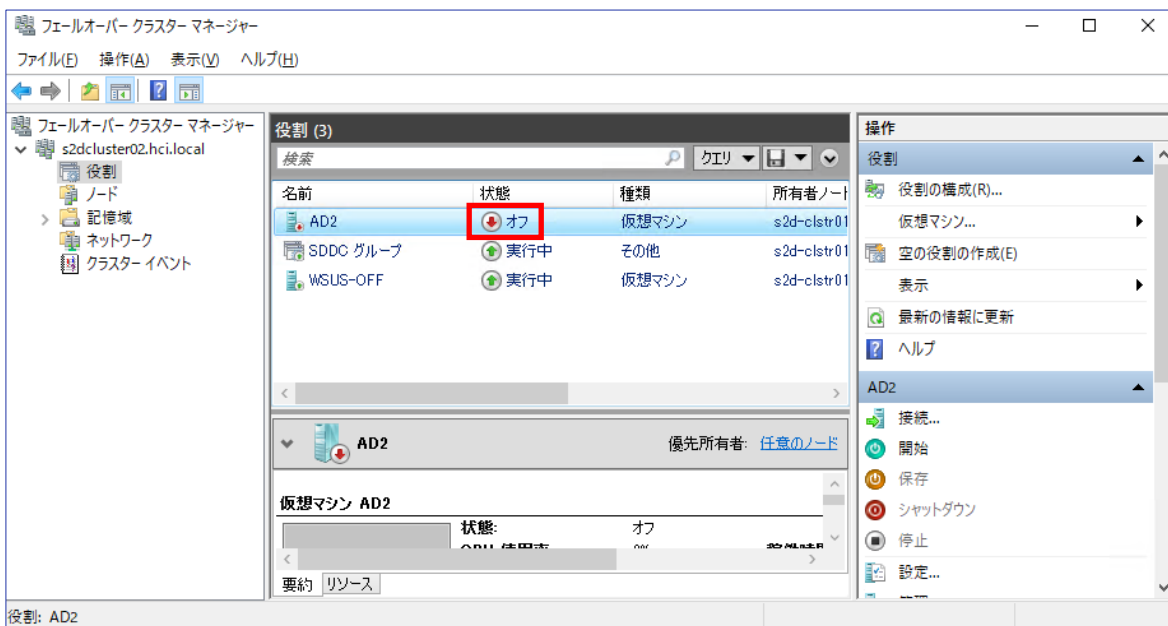 フェールオーバー クラスター マネージャー
ファイル(F) 操作(A) 表示(V) ヘルプ(H)
フェールオーバー クラスター マネージャー
s2dcluster02.hci.local
役割
ノード
記憶域
ネットワーク
クラスター イベント
役割 (3)
検索
クエリ
名前 状態 種類 所有者ノード
AD2 オフ 仮想マシン s2d-clstr01
SDDC グループ 実行中 その他 s2d-clstr01
WSUS-OFF 実行中 仮想マシン s2d-clstr01
AD2 優先所有者: 任意のノード
仮想マシン AD2
状態: オフ
要約 リソース
操作
役割
役割の構成(R)...
仮想マシン...
空の役割の作成(E)
表示
最新の情報に更新
ヘルプ
AD2
接続...
開始
保存
シャットダウン
停止
設定...
役割: AD2